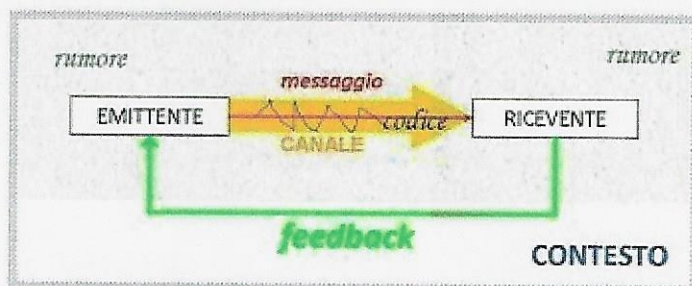 rumore
rumore
messaggio
EMITTENTE
codice
RICEVENTE
CANALE
feedback
CONTESTO